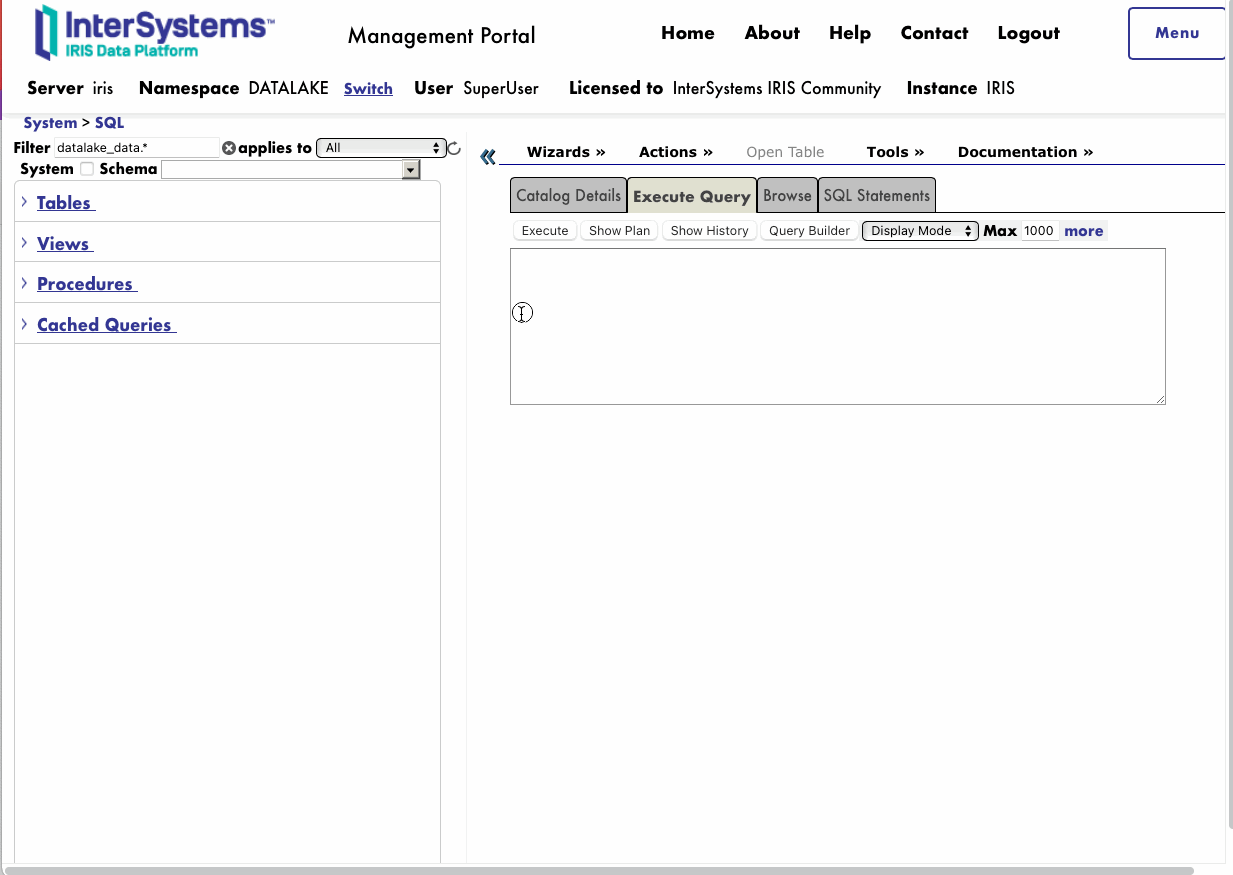 InterSystems™
IRIS Data Platform
Management Portal
Home About Help Contact Logout
Menu
Server iris Namespace DATALAKE Switch User SuperUser Licensed to InterSystems IRIS Community Instance IRIS
System > SQL
Filter datalake_data.* applies to All
System Schema
Wizards » Actions » Open Table Tools » Documentation »
Tables
Views
Procedures
Cached Queries
Catalog Details Execute Query Browse SQL Statements
Execute Show Plan Show History Query Builder Display Mode Max 1000 more